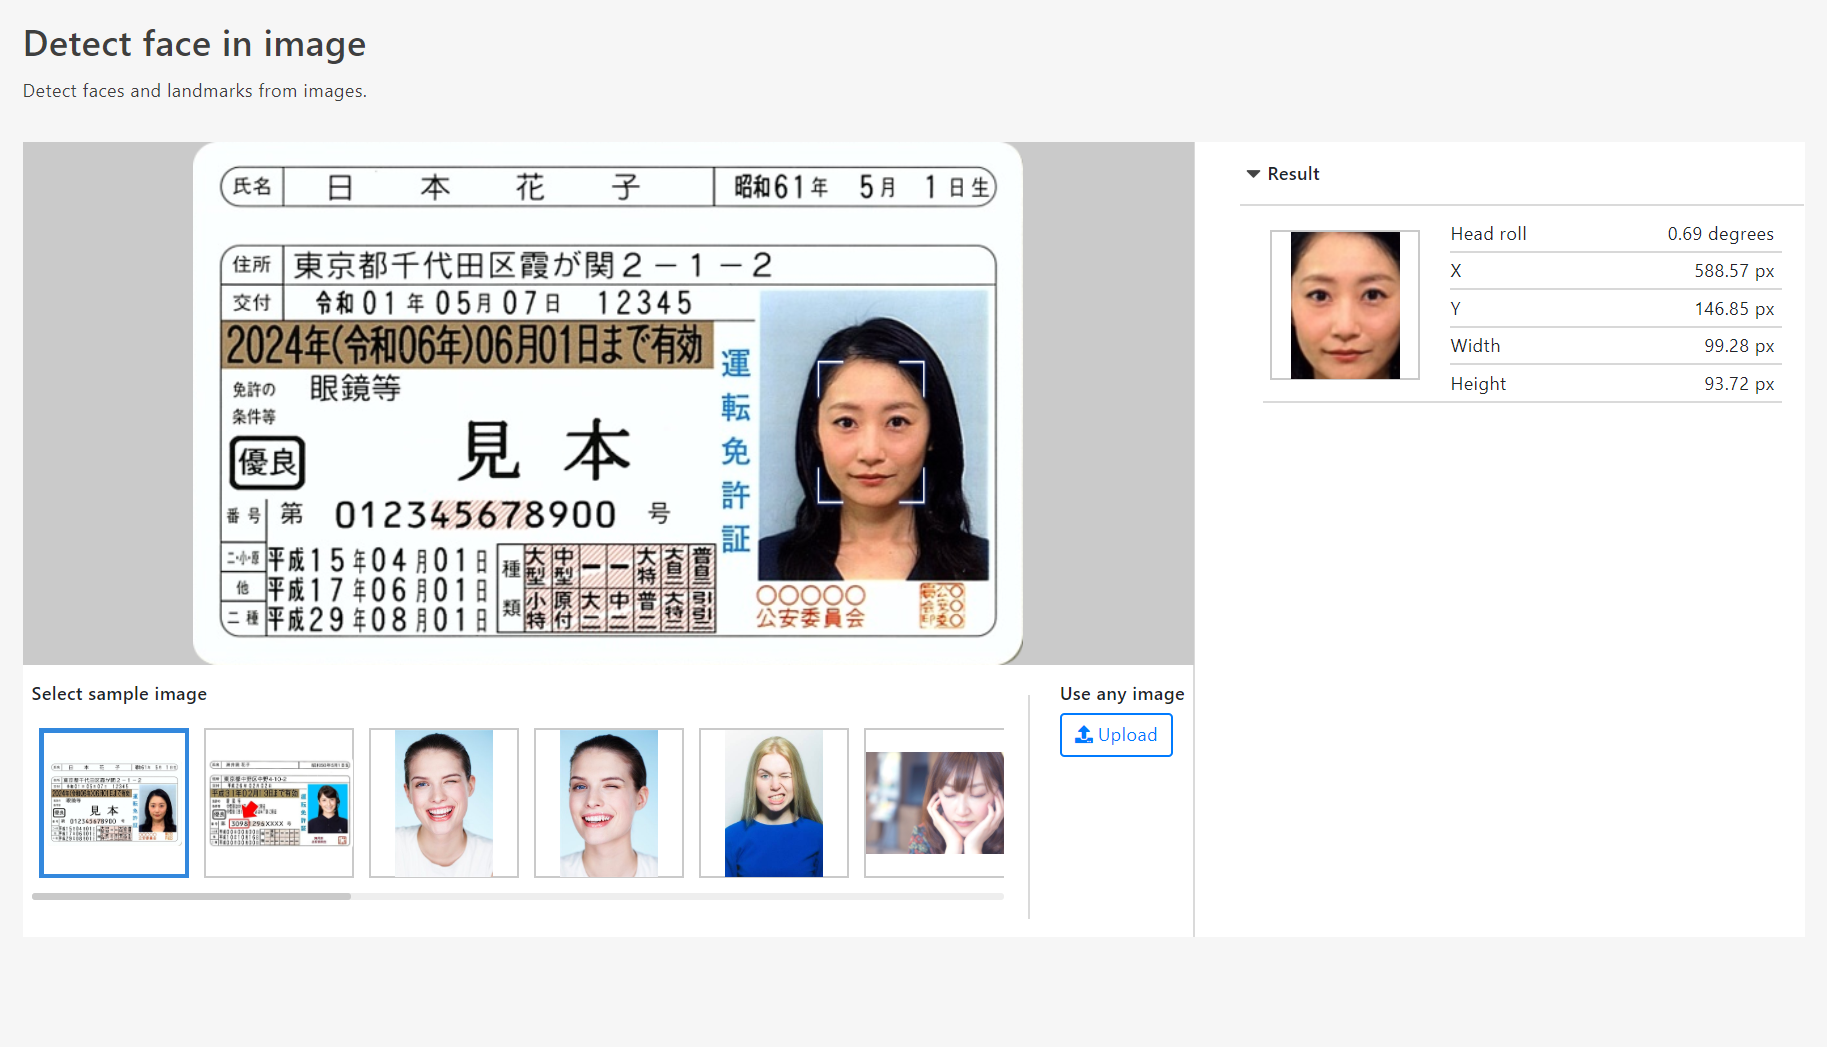 Detect face in image
Detect faces and landmarks from images.
氏名 日本花子 昭和61年 5月 1日生
住所 東京都千代田区霞が関2-1-2
交付 令和01年05月07日 12345
2024年(令和06年)06月01日まで有効
免許の
条件等
眼鏡等
見本
優良
番号 第 012345678900 号
二・小・原 平成15年04月01日
他 平成17年06月01日
二種 平成29年08月01日
種類
大型 中型 一 一 大特 大自二 普自二
小特 原付 大二 中二 普二 大特二 引引二
運転免許証
○○○○○
公安委員会
Result
Head roll 0.69 degrees
X 588.57 px
Y 146.85 px
Width 99.28 px
Height 93.72 px
Select sample image
Use any image
Upload